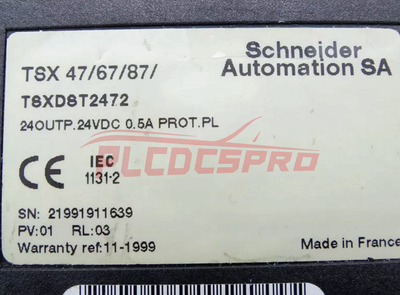 TSX 47/67/87/
Schneider
Automation SA
TSXDST2472
24OUTP.24VDC 0.5A PROT.PL
PLCDCSPRO
CE
IEC
1131-2
SN: 21991911639
PV:01 RL:03
Warranty ref:11-1999
Made in France